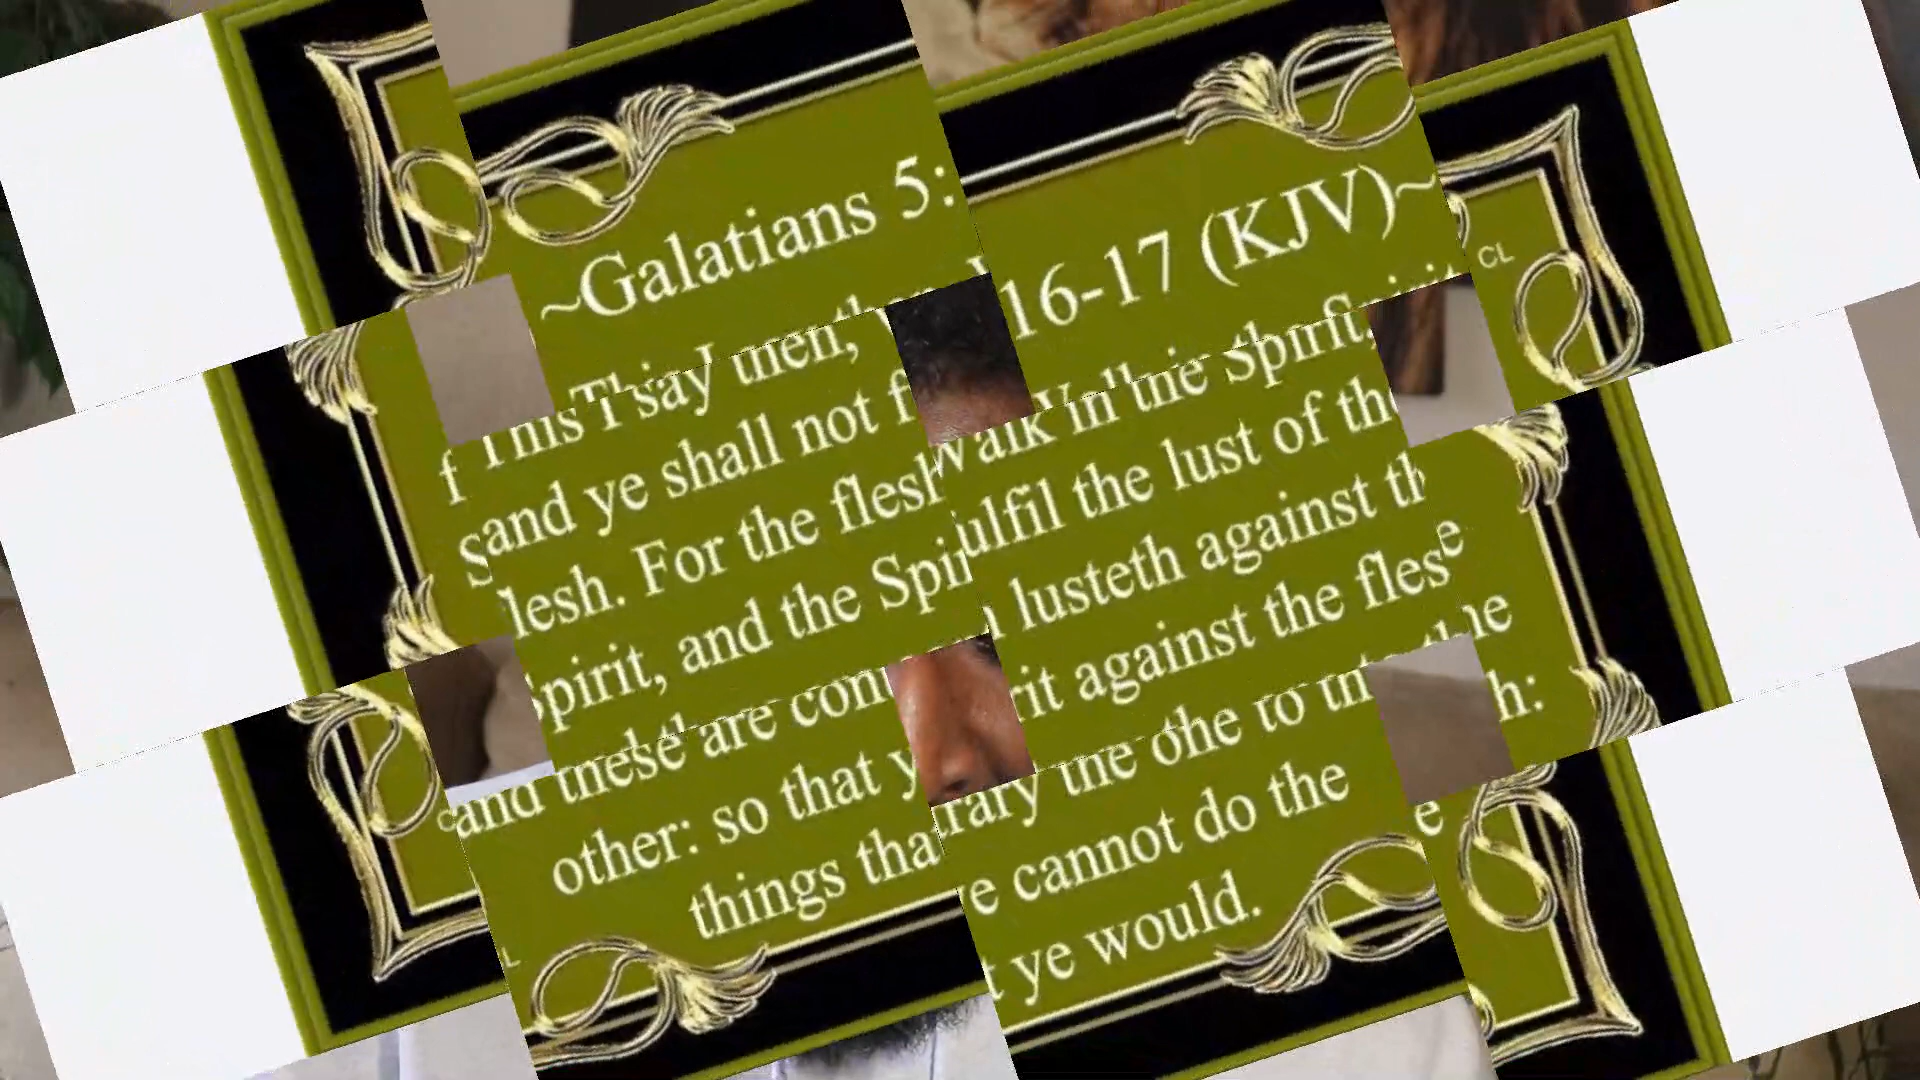 ~Galatians 5:16-17 (KJV)~
This I say then, Walk in the Spirit,
and ye shall not fulfil the lust of the
flesh. For the flesh lusteth against the
Spirit, and the Spirit against the flesh:
and these are contrary the one to the
other: so that ye cannot do the
things that ye would.
CL